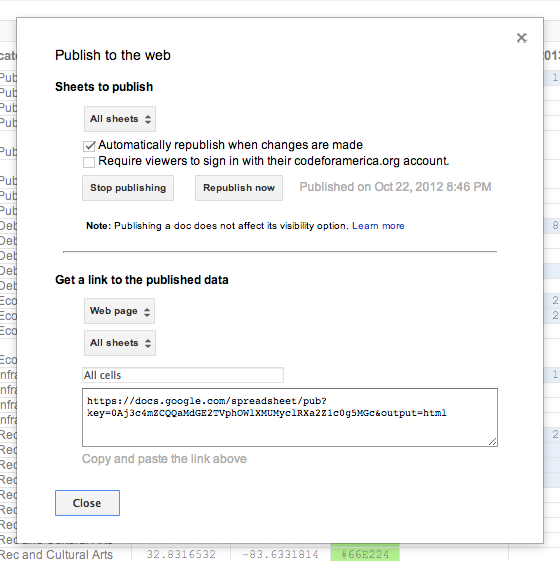 Publish to the web
Sheets to publish
All sheets
Automatically republish when changes are made
Require viewers to sign in with their codeforamerica.org account.
Stop publishing Republish now Published on Oct 22, 2012 8:46 PM
Note: Publishing a doc does not affect its visibility option. Learn more
Get a link to the published data
Web page
All sheets
All cells
https://docs.google.com/spreadsheet/pub?
key=0Aj3c4mZCQQaMdGE2TVphOWlXMUMyclRXa2Z1c0g5MGc&output=html
Copy and paste the link above
Close
Rec and Cultural Arts 32.8316532 -83.6331814 #66E224